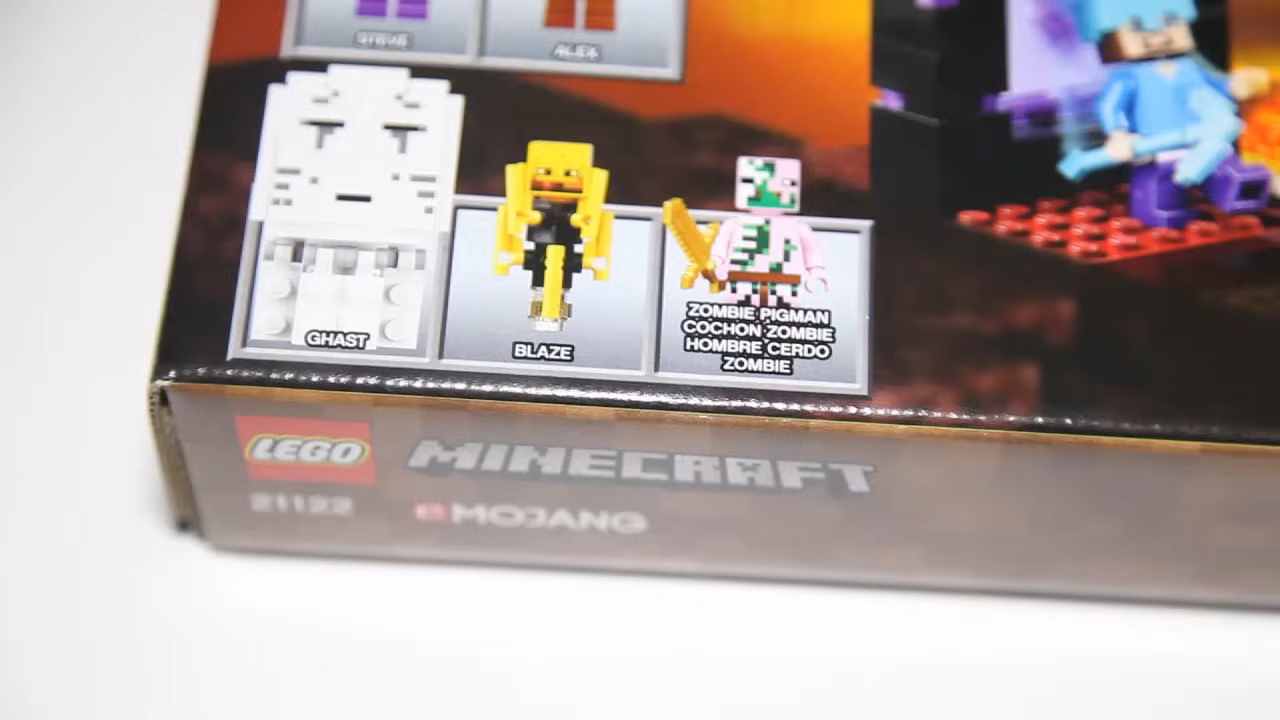 STEVE
ALEX
GHAST
BLAZE
ZOMBIE PIGMAN
COCHON ZOMBIE
HOMBRE CERDO
ZOMBIE
LEGO
MINECRAFT
21122
MOJANG